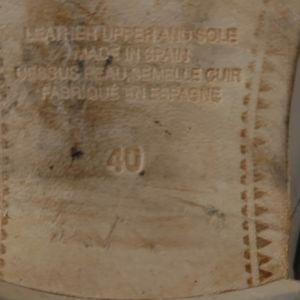 LEATHER UPPER AND SOLE
MADE IN SPAIN
DESSUS PEAU, SEMELLE CUIR
FABRIQUÉ EN ESPAGNE
40